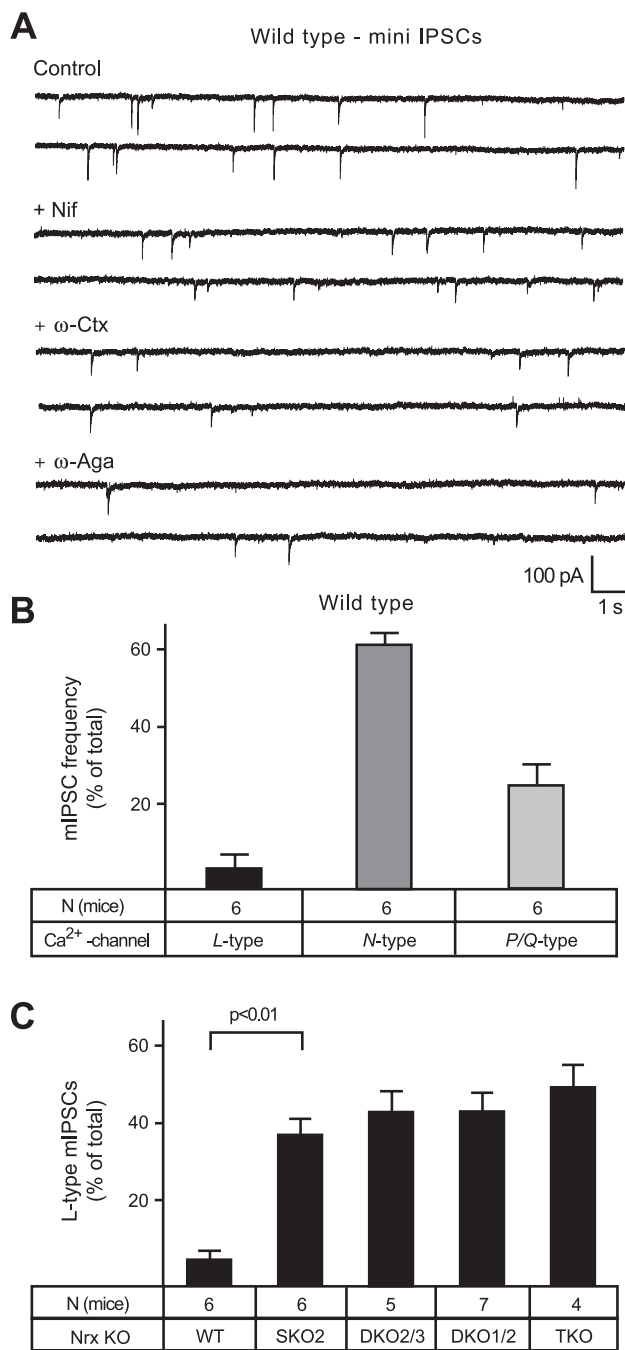 A
Wild type - mini IPSCs
Control
+ Nif
+ ω-Ctx
+ ω-Aga
100 pA
1 s
B
Wild type
mIPSC frequency
(% of total)
60
40
20
N (mice) 6 6 6
Ca2+ -channel L-type N-type P/Q-type
C
p<0.01
L-type mIPSCs
(% of total)
60
40
20
N (mice) 6 6 5 7 4
Nrx KO WT SKO2 DKO2/3 DKO1/2 TKO